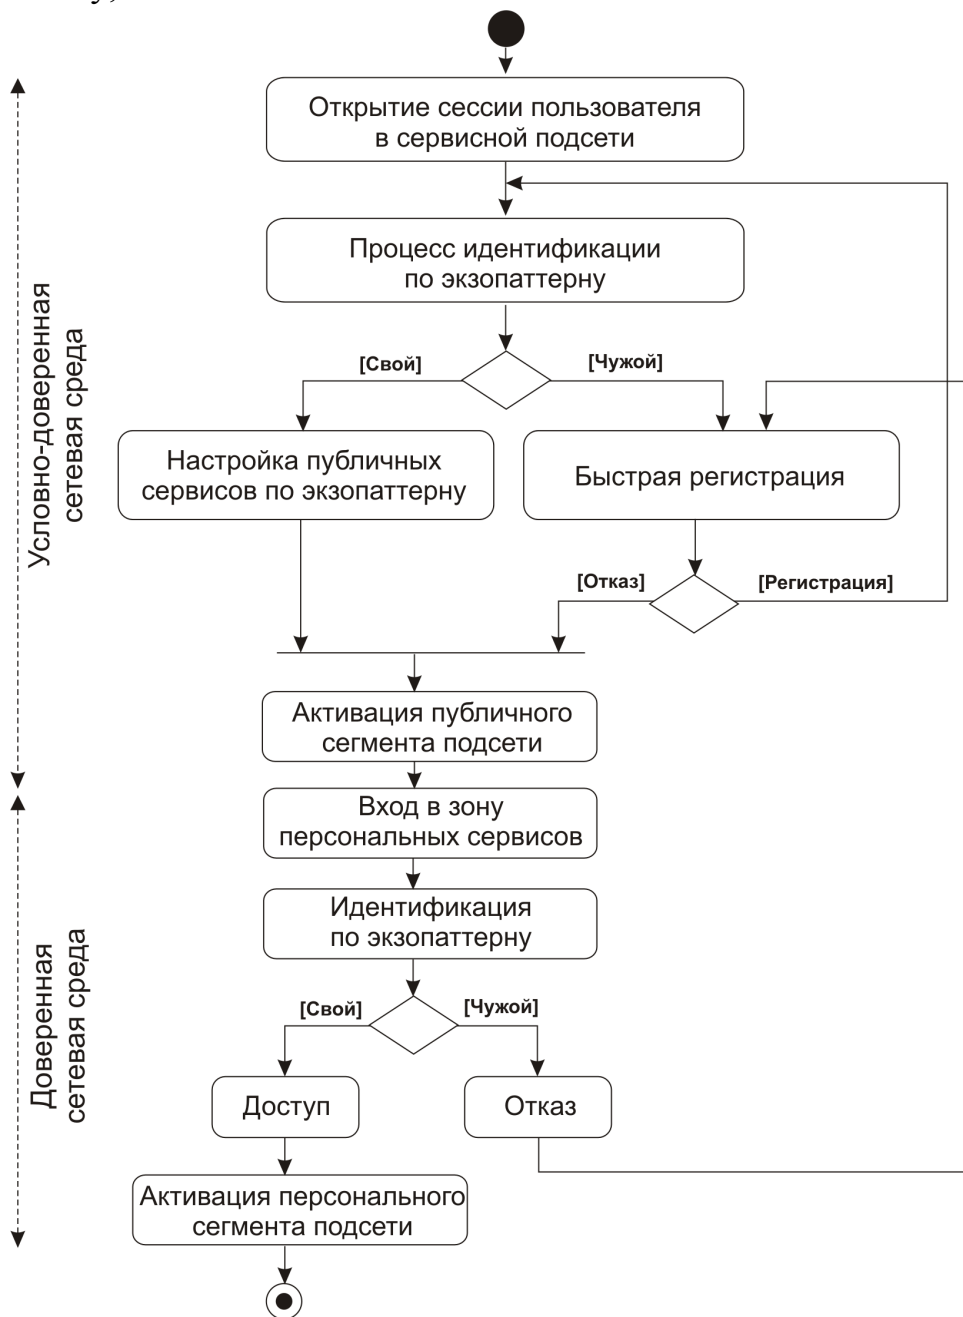 Открытие сессии пользователя
в сервисной подсети
Процесс идентификации
по экзопаттерну
[Свой]
[Чужой]
Настройка публичных
сервисов по экзопаттерну
Быстрая регистрация
[Отказ]
[Регистрация]
Условно-доверенная
сетевая среда
Активация публичного
сегмента подсети
Вход в зону
персональных сервисов
Идентификация
по экзопаттерну
[Свой]
[Чужой]
Доверенная
сетевая среда
Доступ
Отказ
Активация персонального
сегмента подсети